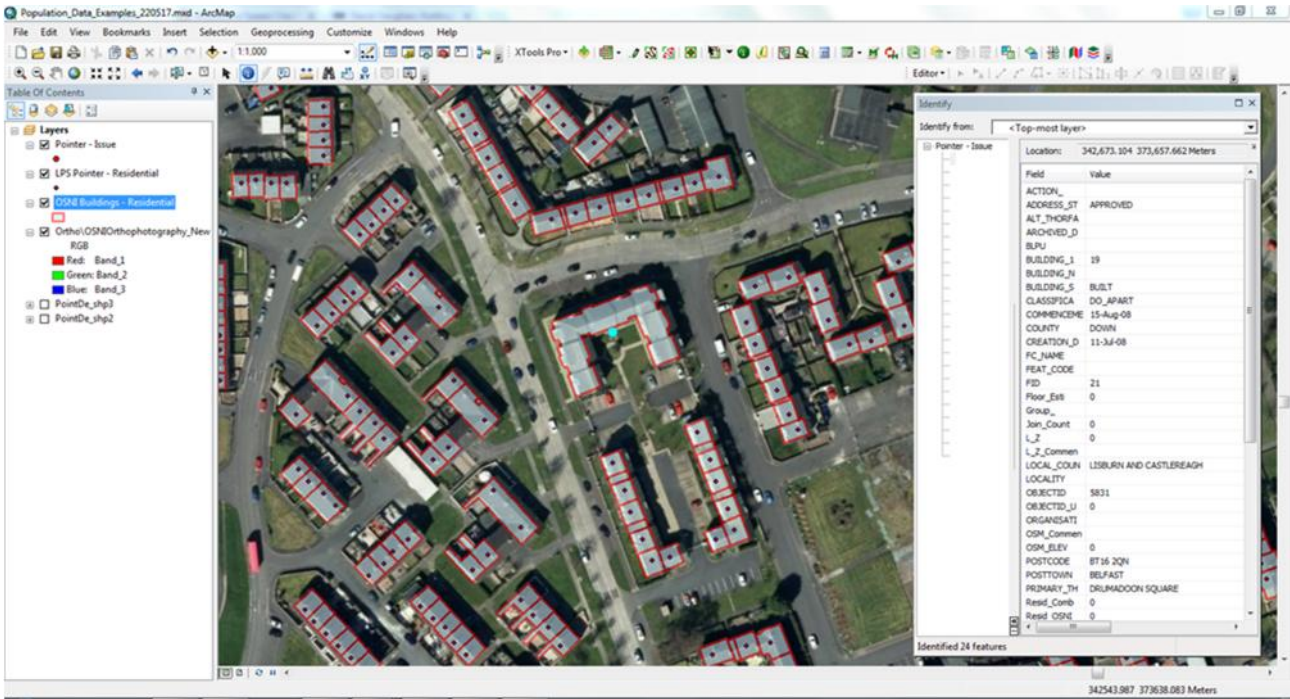 Population_Data_Examples_220517.mxd - ArcMap
File Edit View Bookmarks Insert Selection Geoprocessing Customize Windows Help
1:1,000
XTools Pro
Editor
Table Of Contents
Layers
Pointer - Issue
LPS Pointer - Residential
OSNI Buildings - Residential
Ortho\OSNIOrthophotography_New
RGB
Red: Band_1
Green: Band_2
Blue: Band_3
PointDe_shp3
PointDe_shp2
Identify
Identify from: <Top-most layer>
Pointer - Issue
Location: 342,673.104 373,657.662 Meters
Field Value
ACTION_
ADDRESS_ST APPROVED
ALT_THORFA
ARCHIVED_D
BLPU
BUILDING_1 19
BUILDING_N
BUILDING_S BUILT
CLASSIFICA DO_APART
COMMENCEME 15-Aug-08
COUNTY DOWN
CREATION_D 11-Jul-08
FC_NAME
FEAT_CODE
FID 21
Floor_Esti 0
Group_
Join_Count 0
L_Z 0
L_Z_Commen
LOCAL_COUN LISBURN AND CASTLEREAGH
LOCALITY
OBJECTID 5831
OBJECTID_U 0
ORGANISATI
OSM_Commen
OSM_ELEV 0
POSTCODE BT16 2QN
POSTTOWN BELFAST
PRIMARY_TH DRUMADOON SQUARE
Resid_Comb 0
Resid_OSNI 0
Identified 24 features
342543.987 373638.083 Meters